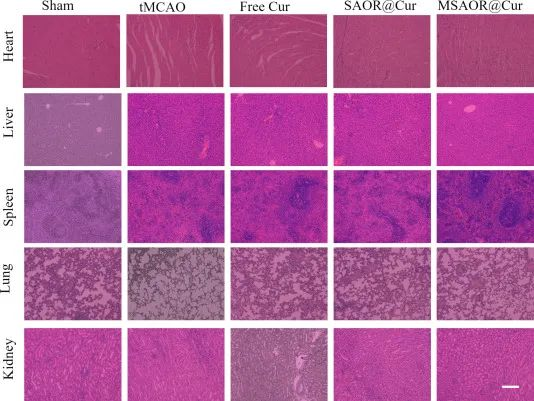 Sham tMCAO Free Cur SAOR@Cur MSAOR@Cur
Heart
Liver
Spleen
Lung
Kidney